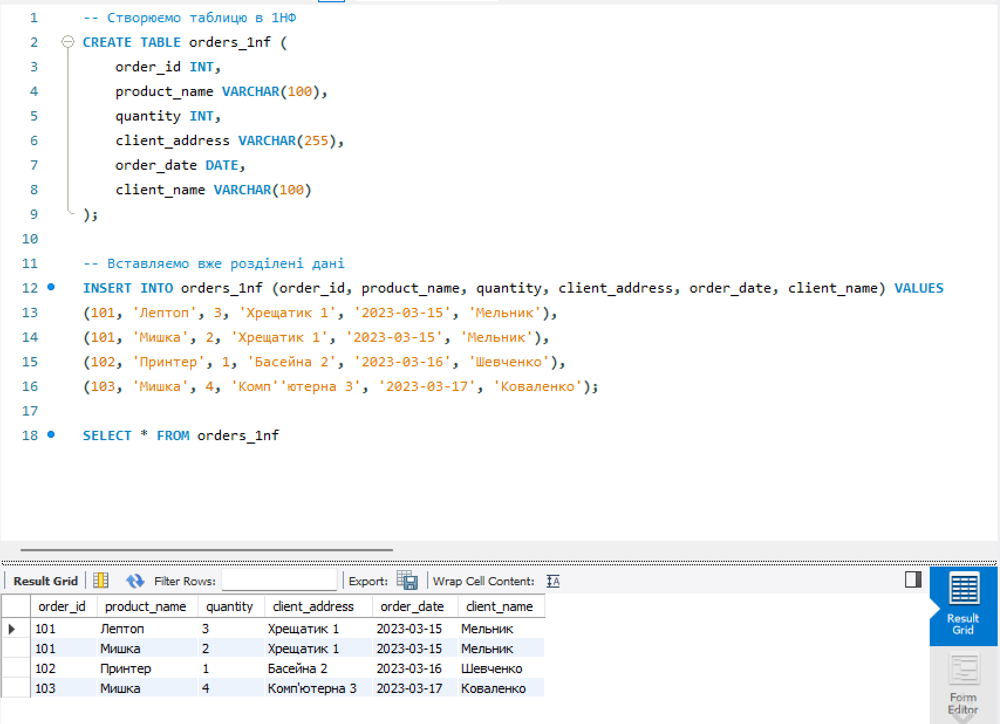 1 -- Створюємо таблицю в 1НФ
2 CREATE TABLE orders_1nf (
3 order_id INT,
4 product_name VARCHAR(100),
5 quantity INT,
6 client_address VARCHAR(255),
7 order_date DATE,
8 client_name VARCHAR(100)
9 );
10
11 -- Вставляємо вже розділені дані
12 INSERT INTO orders_1nf (order_id, product_name, quantity, client_address, order_date, client_name) VALUES
13 (101, 'Лептоп', 3, 'Хрещатик 1', '2023-03-15', 'Мельник'),
14 (101, 'Мишка', 2, 'Хрещатик 1', '2023-03-15', 'Мельник'),
15 (102, 'Принтер', 1, 'Басейна 2', '2023-03-16', 'Шевченко'),
16 (103, 'Мишка', 4, 'Комп''ютерна 3', '2023-03-17', 'Коваленко');
17
18 SELECT * FROM orders_1nf
Result Grid Filter Rows: Export: Wrap Cell Content:
order_id product_name quantity client_address order_date client_name
101 Лептоп 3 Хрещатик 1 2023-03-15 Мельник
101 Мишка 2 Хрещатик 1 2023-03-15 Мельник
102 Принтер 1 Басейна 2 2023-03-16 Шевченко
103 Мишка 4 Комп'ютерна 3 2023-03-17 Коваленко
Result
Grid
Form
Editor